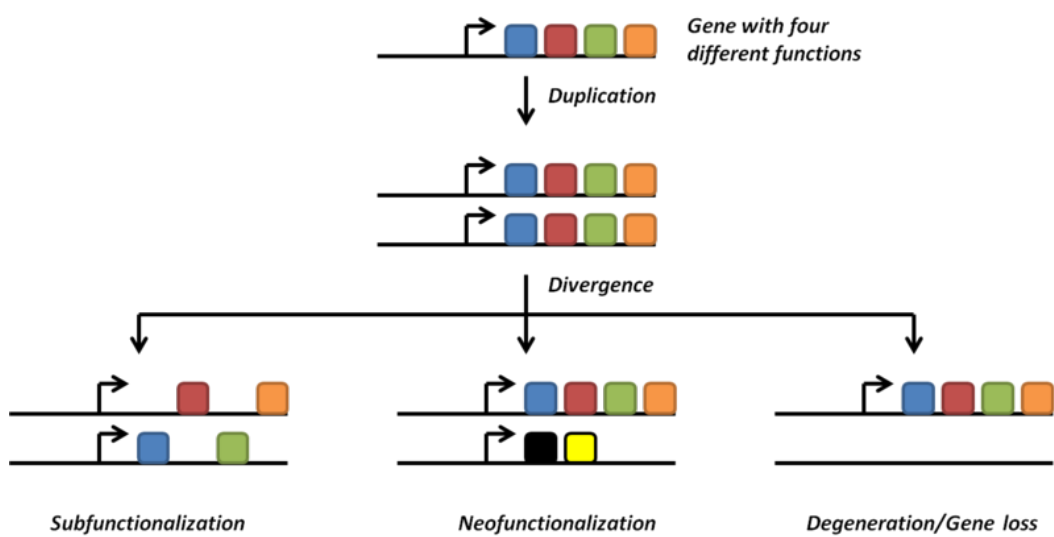 Gene with four
different functions
Duplication
Divergence
Subfunctionalization
Neofunctionalization
Degeneration/Gene loss